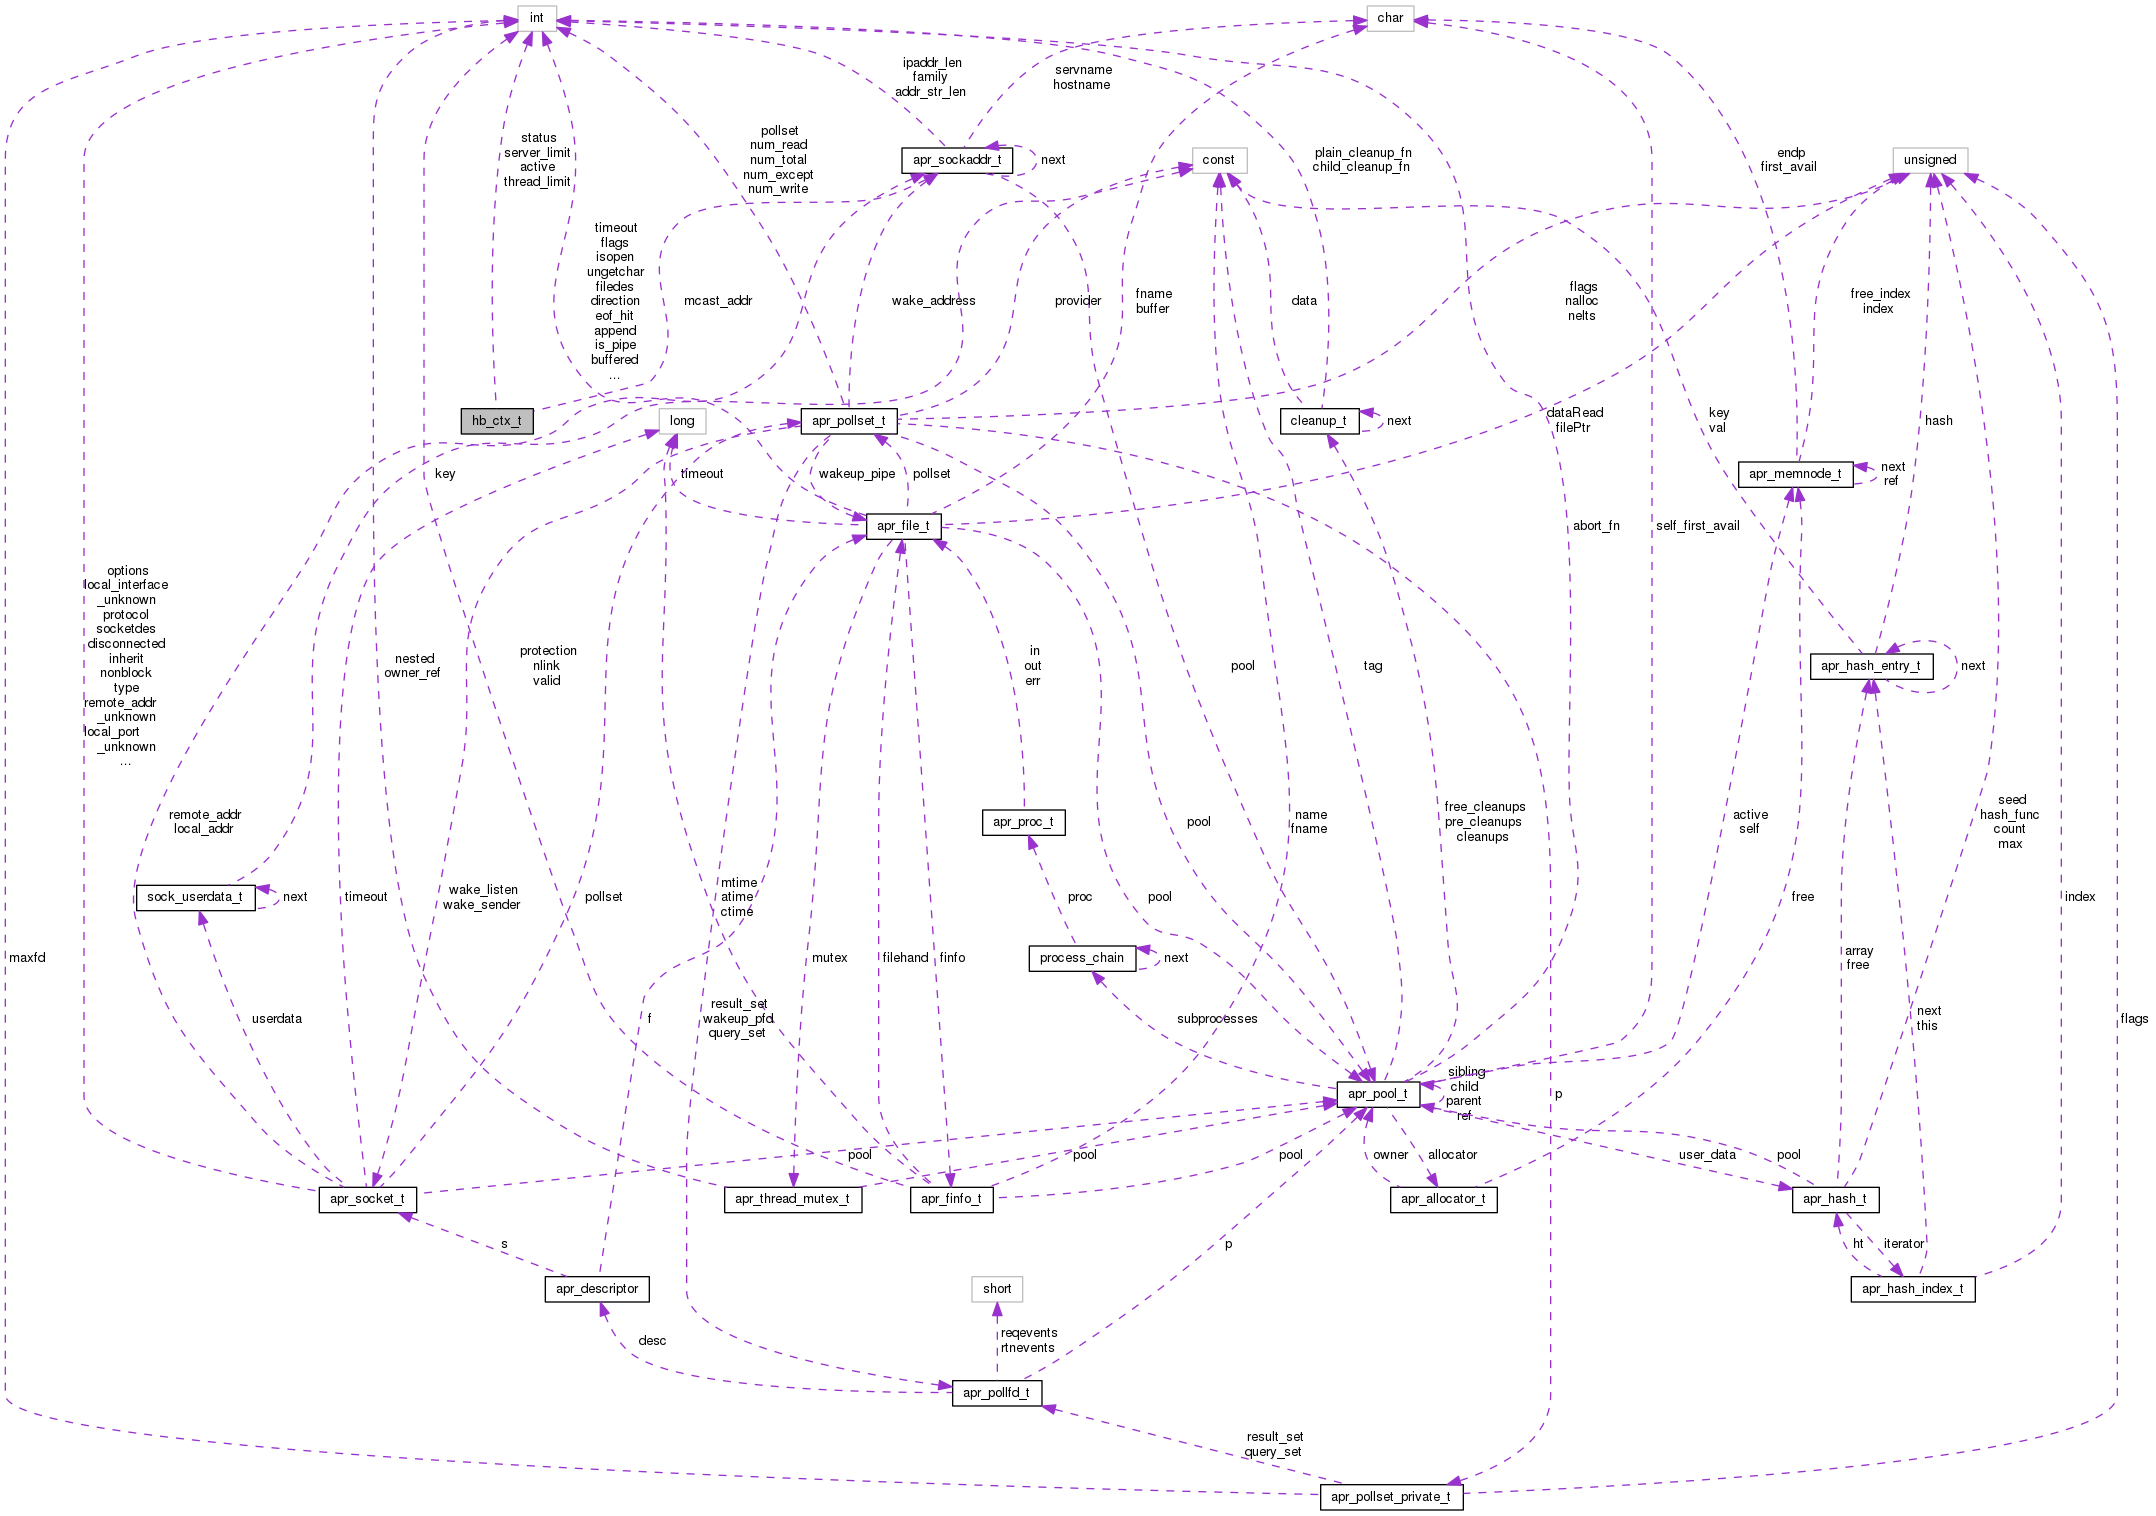 int
char
ipaddr_len
family
addr_str_len
servname
hostname
status
server_limit
active
thread_limit
pollset
num_read
num_total
num_except
num_write
apr_sockaddr_t
next
const
plain_cleanup_fn
child_cleanup_fn
endp
first_avail
unsigned
timeout
flags
isopen
ungetchar
filedes
direction
eof_hit
append
is_pipe
buffered
...
mcast_addr
wake_address
provider
fname
buffer
data
flags
nalloc
nelts
free_index
index
hb_ctx_t
long
apr_pollset_t
cleanup_t
next
dataRead
filePtr
key
val
hash
key
timeout
wakeup_pipe
pollset
apr_memnode_t
next
ref
apr_file_t
abort_fn
self_first_avail
options
local_interface
_unknown
protocol
socketdes
disconnected
inherit
nonblock
type
remote_addr
_unknown
local_port
_unknown
...
nested
owner_ref
protection
nlink
valid
in
out
err
pool
tag
apr_hash_entry_t
next
remote_addr
local_addr
apr_proc_t
pool
name
fname
free_cleanups
pre_cleanups
cleanups
active
self
seed
hash_func
count
max
sock_userdata_t
next
timeout
wake_listen
wake_sender
pollset
mtime
atime
ctime
proc
pool
free
index
maxfd
mutex
filehand
finfo
process_chain
next
array
free
userdata
result_set
wakeup_pfd
query_set
subprocesses
next
this
flags
apr_pool_t
sibling
child
parent
ref
p
pool
pool
pool
owner
allocator
user_data
pool
f
apr_socket_t
apr_thread_mutex_t
apr_finfo_t
apr_allocator_t
apr_hash_t
s
p
ht
iterator
apr_descriptor
short
apr_hash_index_t
desc
reqevents
rtnevents
apr_pollfd_t
result_set
query_set
apr_pollset_private_t